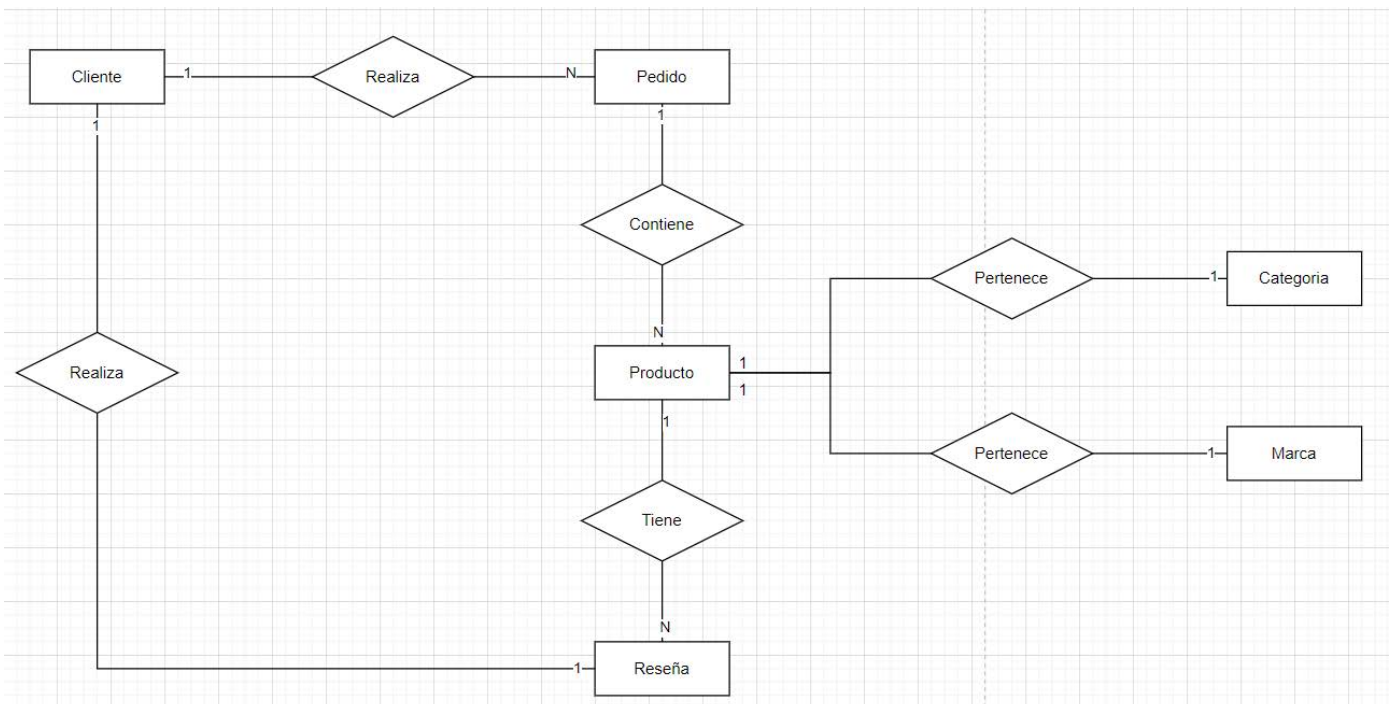 Cliente
1
Realiza
N
Pedido
1
1
Contiene
Pertenece
1
Categoria
N
Producto
1
1
Realiza
1
Pertenece
1
Marca
Tiene
N
1
Reseña